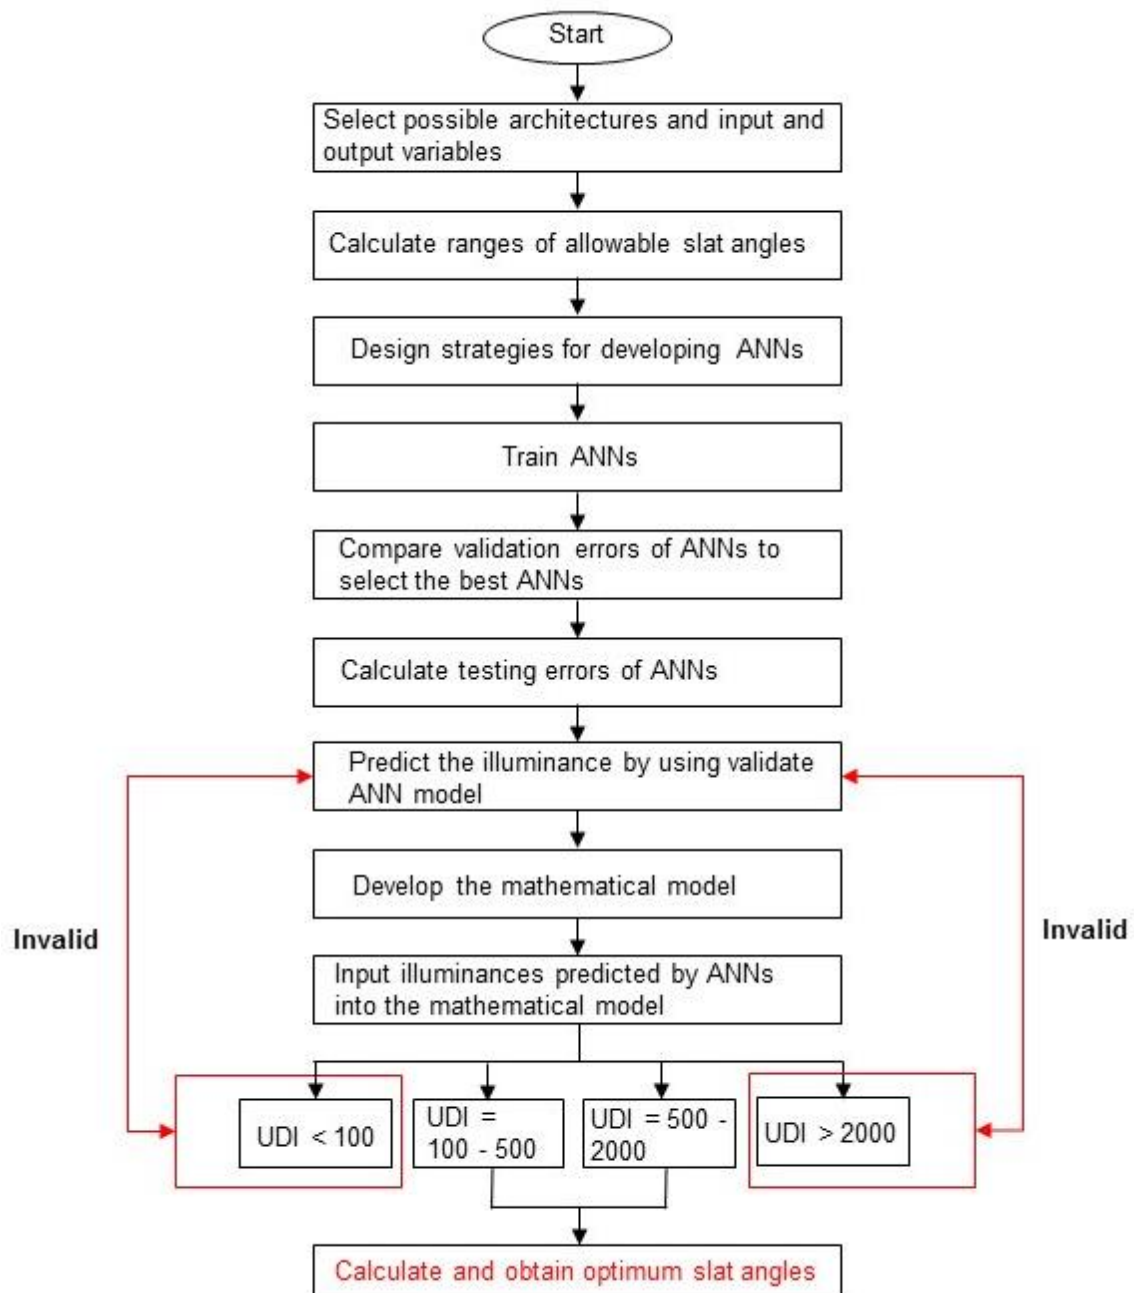 Start
Select possible architectures and input and
output variables
Calculate ranges of allowable slat angles
Design strategies for developing ANNs
Train ANNs
Compare validation errors of ANNs to
select the best ANNs
Calculate testing errors of ANNs
Predict the illuminance by using validate
ANN model
Develop the mathematical model
Invalid
Invalid
Input illuminances predicted by ANNs
into the mathematical model
UDI < 100
UDI =
100 - 500
UDI = 500 -
2000
UDI > 2000
Calculate and obtain optimum slat angles